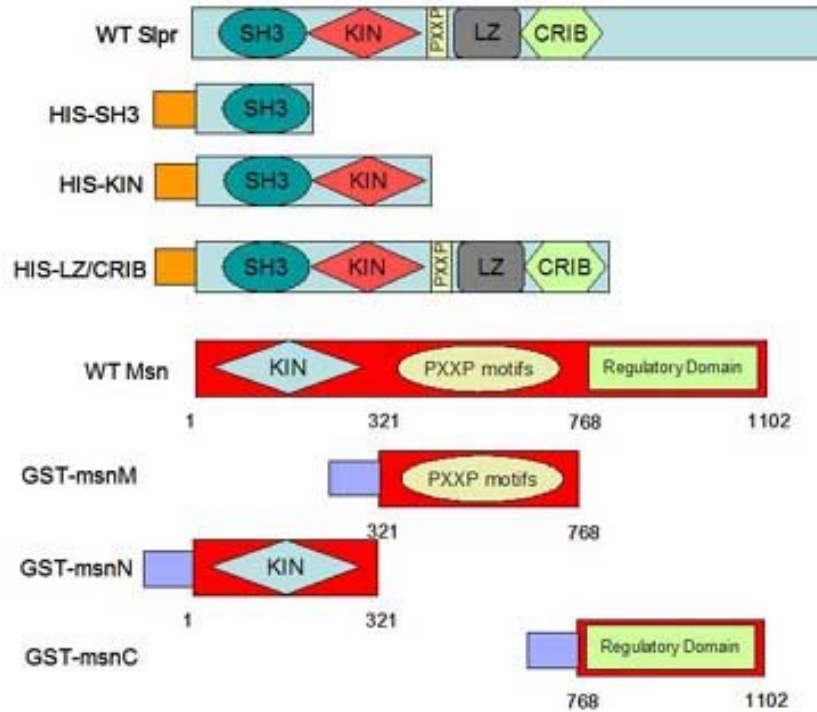 WT Slpr SH3 KIN PXXP LZ CRIB
HIS-SH3 SH3
HIS-KIN SH3 KIN
HIS-LZ/CRIB SH3 KIN PXXP LZ CRIB
WT Msn KIN PXXP motifs Regulatory Domain
1 321 768 1102
GST-msnM PXXP motifs
321 768
GST-msnN KIN
1 321
GST-msnC Regulatory Domain
768 1102